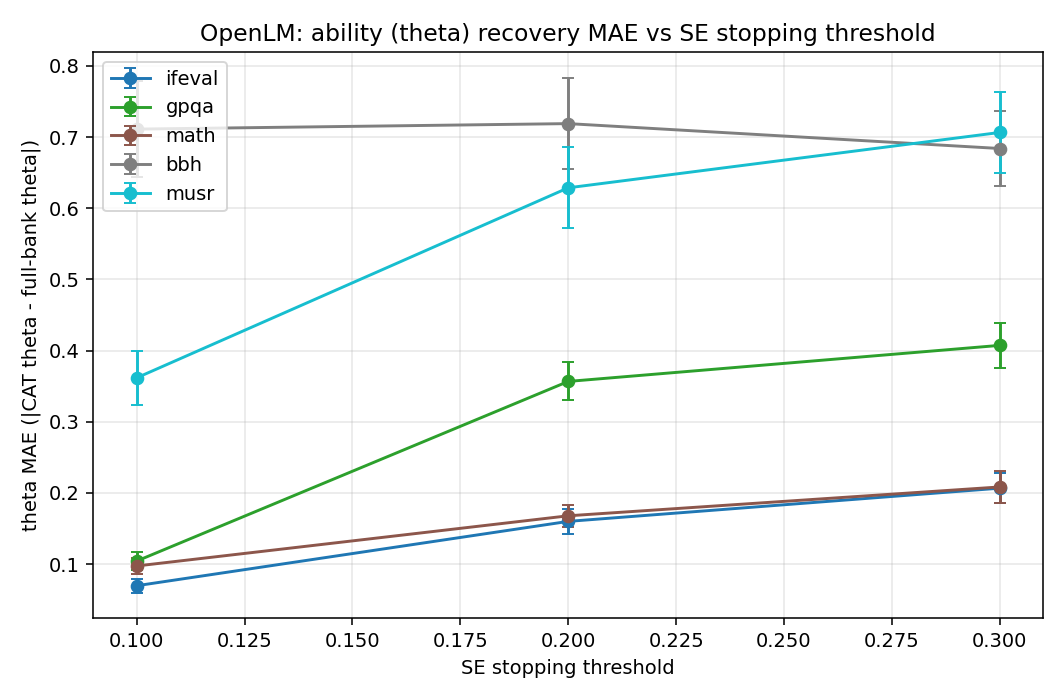 OpenLM: ability (theta) recovery MAE vs SE stopping threshold
theta MAE (|CAT theta - full-bank theta|)
0.8
0.7
0.6
0.5
0.4
0.3
0.2
0.1
ifeval
gpqa
math
bbh
musr
0.100 0.125 0.150 0.175 0.200 0.225 0.250 0.275 0.300
SE stopping threshold